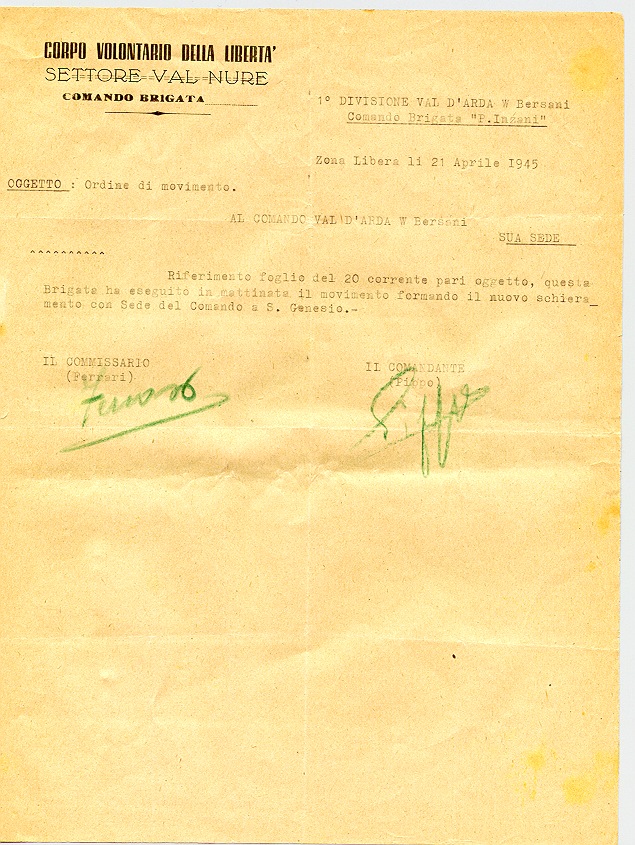 CORPO VOLONTARIO DELLA LIBERTA'
SETTORE VAL NURE
COMANDO BRIGATA
1° DIVISIONE VAL D'ARDA W Bersani
Comando Brigata "P.Inzani"
Zona Libera li 21 Aprile 1945
OGGETTO : Ordine di movimento.
AL COMANDO VAL D'ARDA W Bersani
SUA SEDE
^^^^^^^^^^
Riferimento foglio del 20 corrente pari oggetto, questa
Brigata ha eseguito in mattinata il movimento formando il nuovo schiera_
mento con Sede del Comando a S. Genesio.-
IL COMMISSARIO
(Ferrari)
IL COMANDANTE
(Pippo)
Pippo